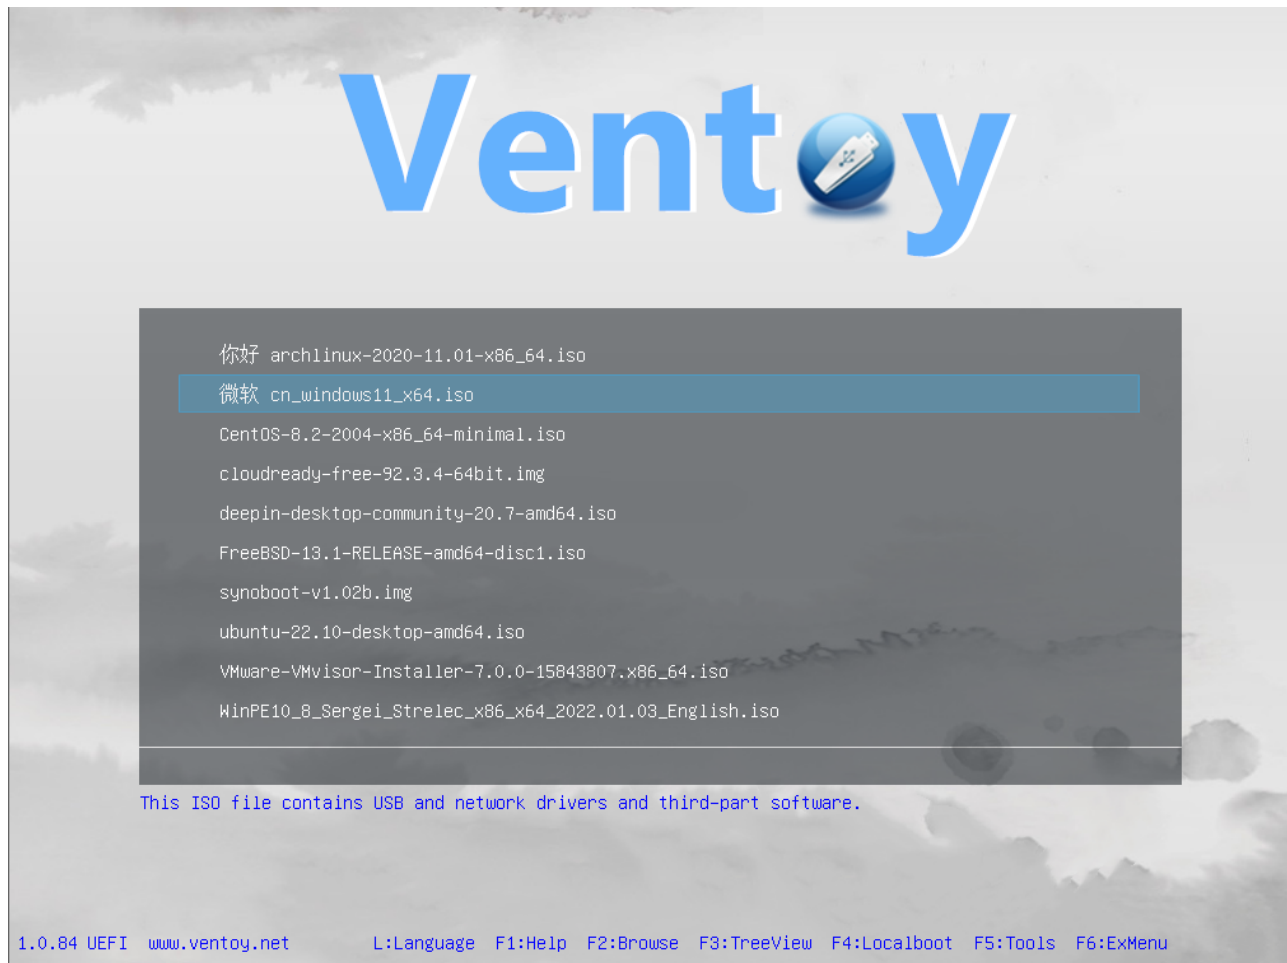 Ventoy
你好 archlinux-2020-11.01-x86_64.iso
微软 cn_windows11_x64.iso
CentOS-8.2-2004-x86_64-minimal.iso
cloudready-free-92.3.4-64bit.img
deepin-desktop-community-20.7-amd64.iso
FreeBSD-13.1-RELEASE-amd64-disc1.iso
synoboot-v1.02b.img
ubuntu-22.10-desktop-amd64.iso
VMware-VMvisor-Installer-7.0.0-15843807.x86_64.iso
WinPE10_8_Sergei_Strelec_x86_x64_2022.01.03_English.iso
This ISO file contains USB and network drivers and third-part software.
1.0.84 UEFI www.ventoy.net L:Language F1:Help F2:Browse F3:TreeView F4:Localboot F5:Tools F6:ExMenu